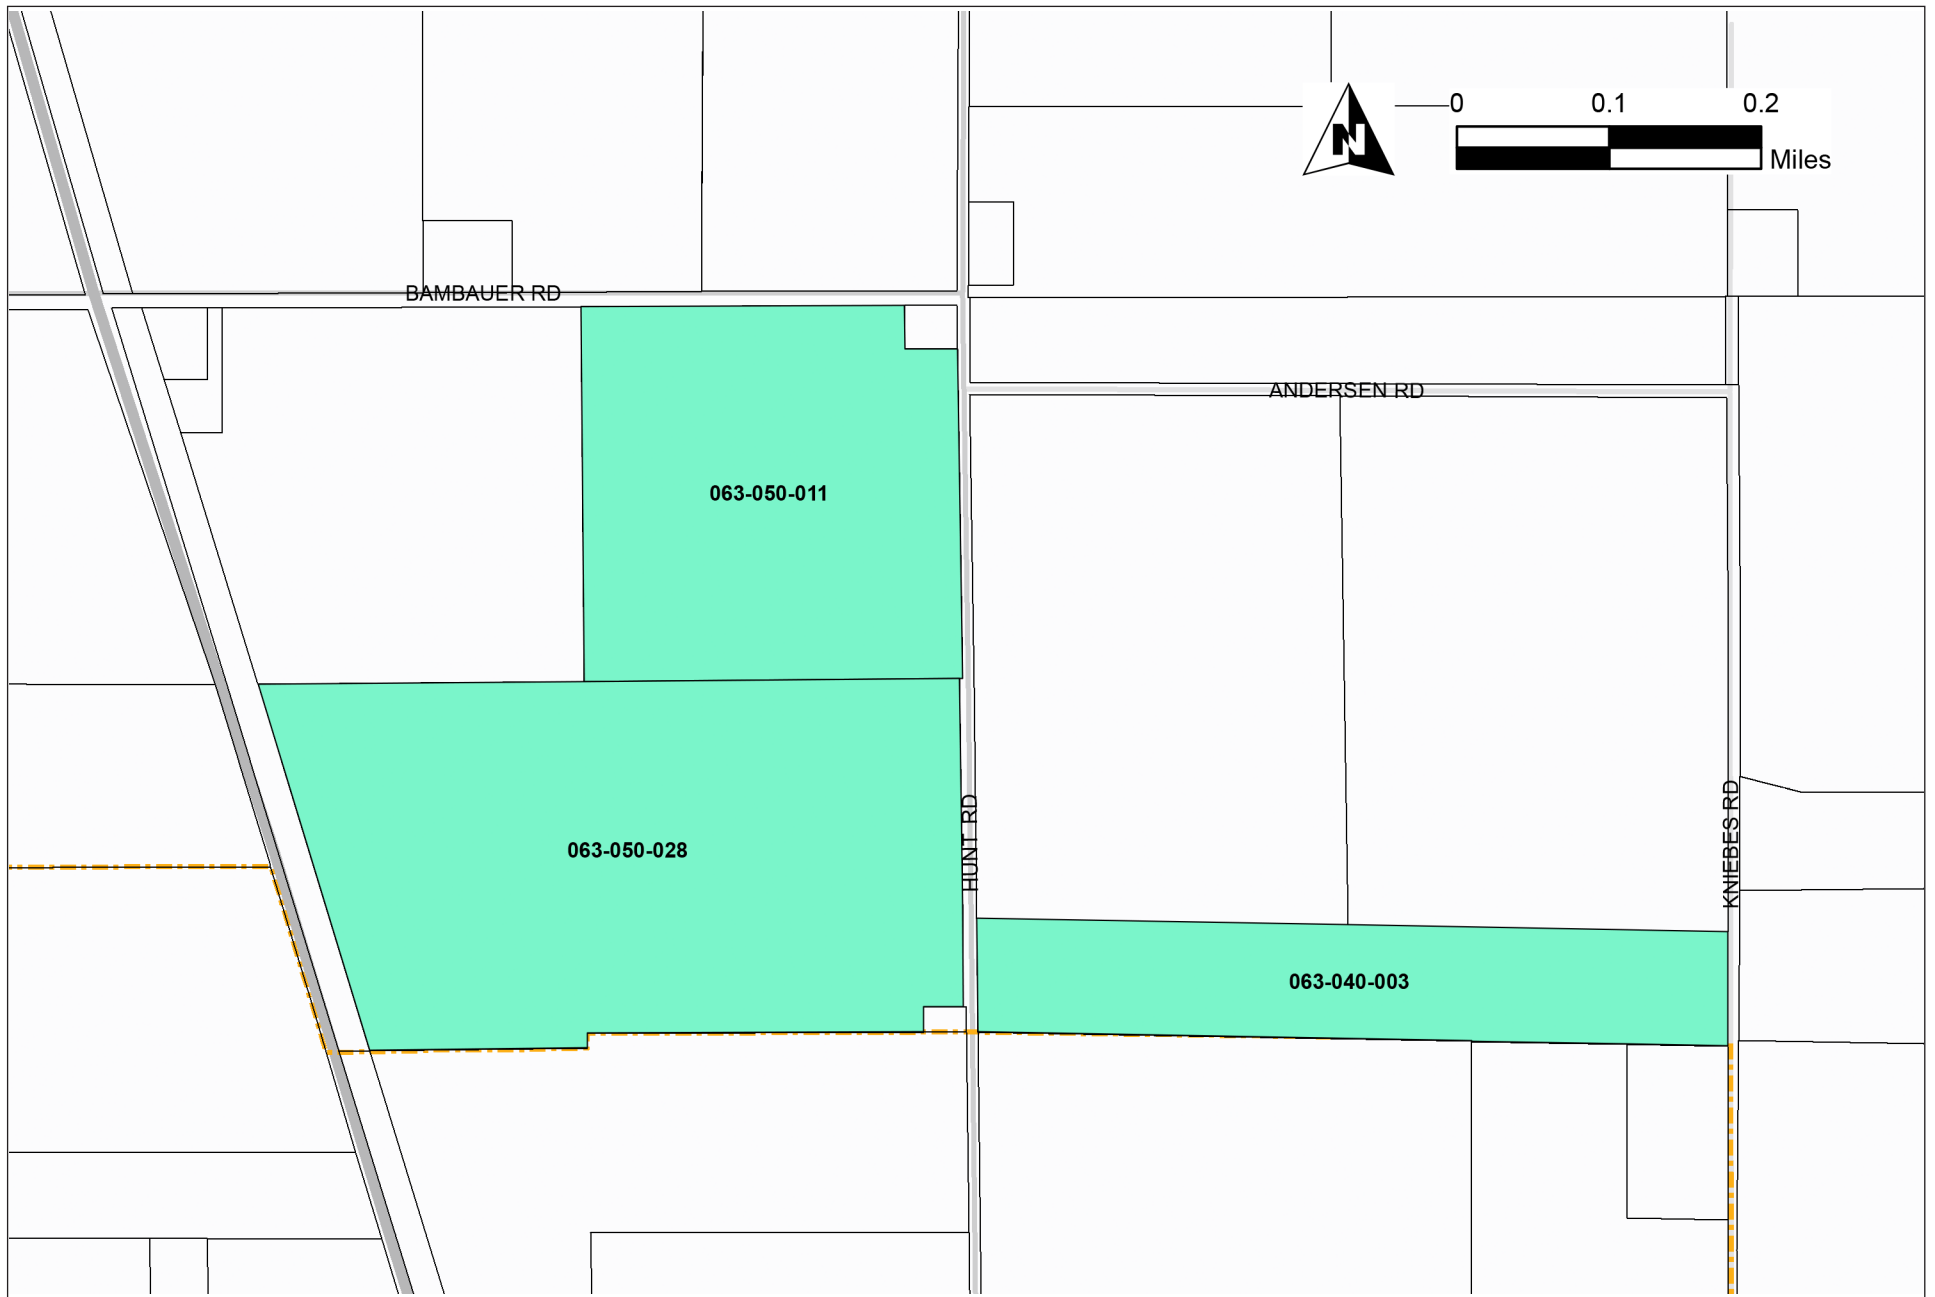 0 0.1 0.2
N
Miles
BAMBAUER RD
ANDERSEN RD
063-050-011
HUNT RD
KNIEBES RD
063-050-028
063-040-003